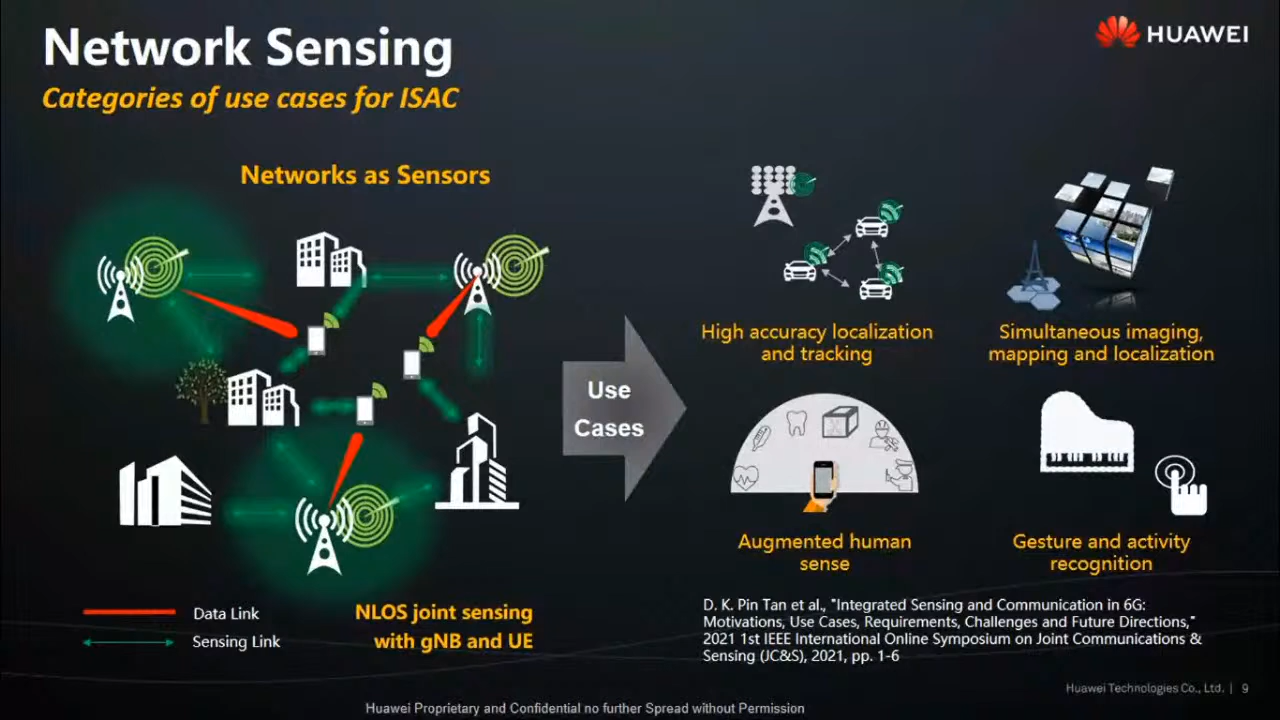 Network Sensing
HUAWEI
Categories of use cases for ISAC
Networks as Sensors
Use
Cases
High accuracy localization
and tracking
Simultaneous imaging,
mapping and localization
Augmented human
sense
Gesture and activity
recognition
Data Link
Sensing Link
NLOS joint sensing
with gNB and UE
D. K. Pin Tan et al., "Integrated Sensing and Communication in 6G:
Motivations, Use Cases, Requirements, Challenges and Future Directions,"
2021 1st IEEE International Online Symposium on Joint Communications &
Sensing (JC&S), 2021, pp. 1-6
Huawei Technologies Co., Ltd. | 9
Huawei Proprietary and Confidential no further Spread without Permission